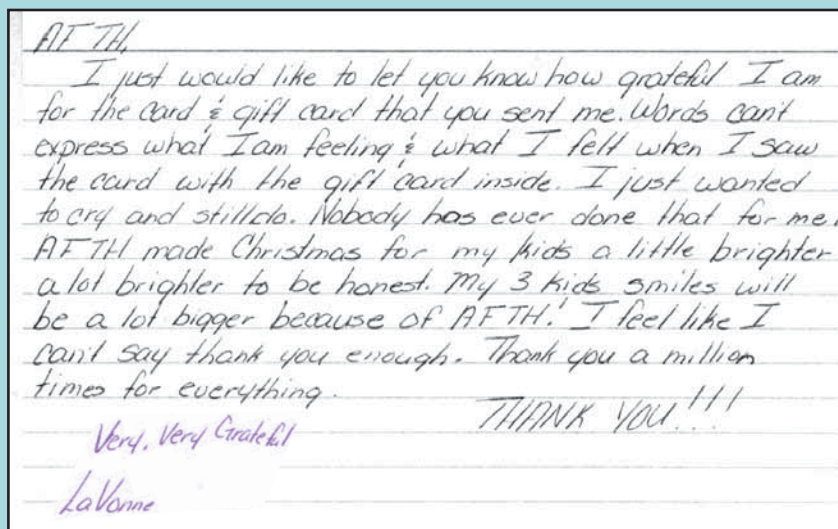 AFTH,
I just would like to let you know how grateful I am
for the card & gift card that you sent me. Words can't
express what I am feeling & what I felt when I saw
the card with the gift card inside. I just wanted
to cry and still do. Nobody has ever done that for me.
AFTH made Christmas for my kids a little brighter
a lot brighter to be honest. My 3 kids smiles will
be a lot bigger because of AFTH! I feel like I
can't say thank you enough. Thank you a million
times for everything.
THANK YOU!!!
Very, Very Grateful
LaVonne